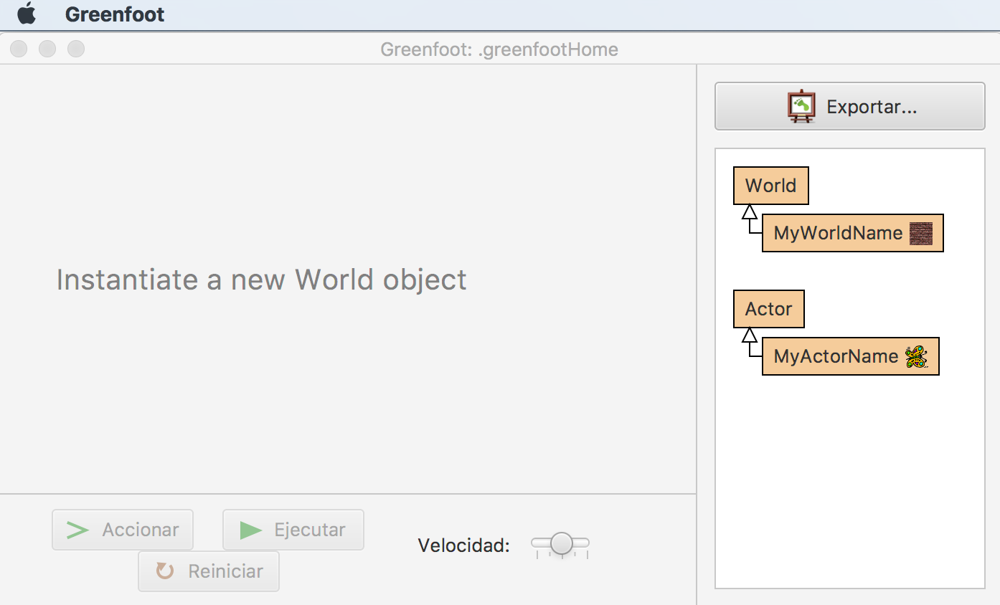 Greenfoot
Greenfoot: .greenfootHome
Exportar...
World
MyWorldName
Instantiate a new World object
Actor
MyActorName
Accionar
Ejecutar
Velocidad:
Reiniciar